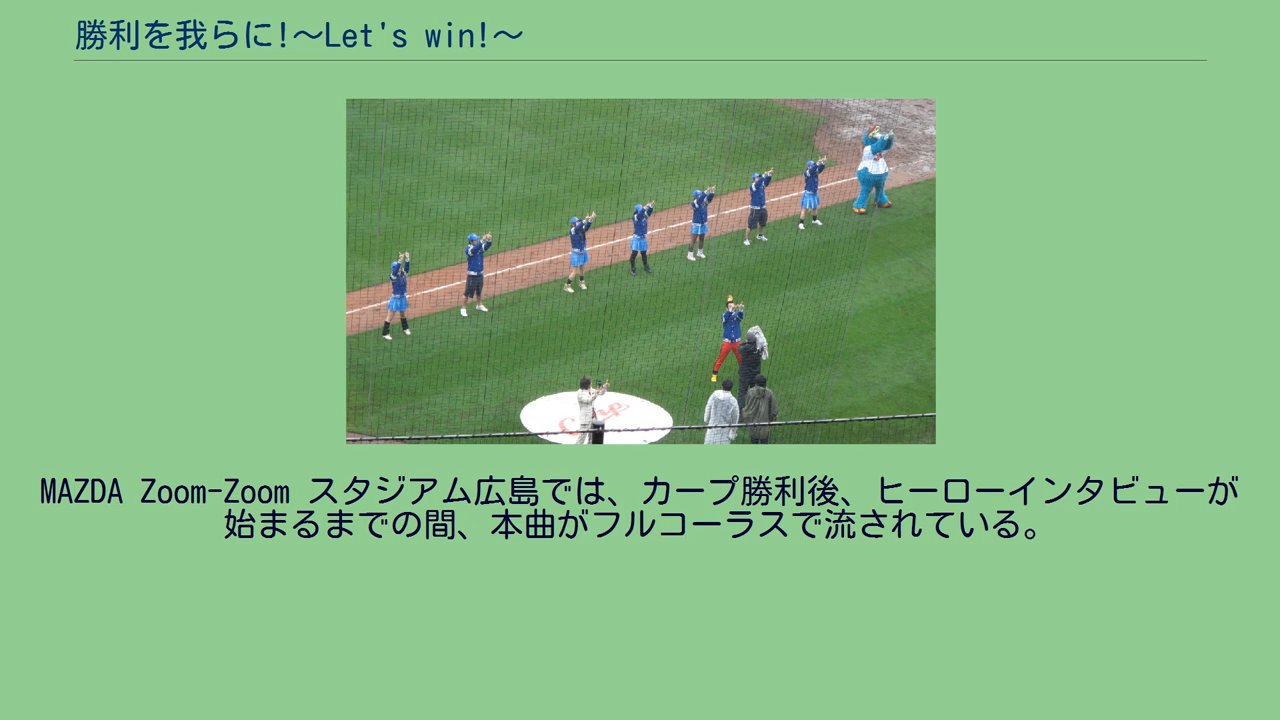 勝利を我らに!〜Let's win!〜
Carp
MAZDA Zoom-Zoom スタジアム広島では、カープ勝利後、ヒーローインタビューが
始まるまでの間、本曲がフルコーラスで流されている。